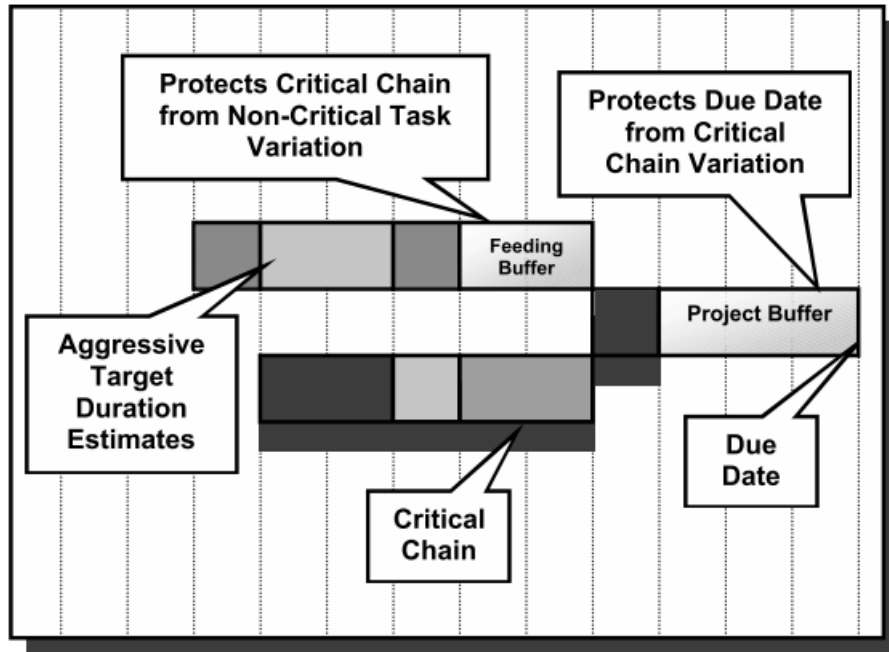 Protects Critical Chain
from Non-Critical Task
Variation
Protects Due Date
from Critical
Chain Variation
Feeding
Buffer
Project Buffer
Aggressive
Target
Duration
Estimates
Due
Date
Critical
Chain